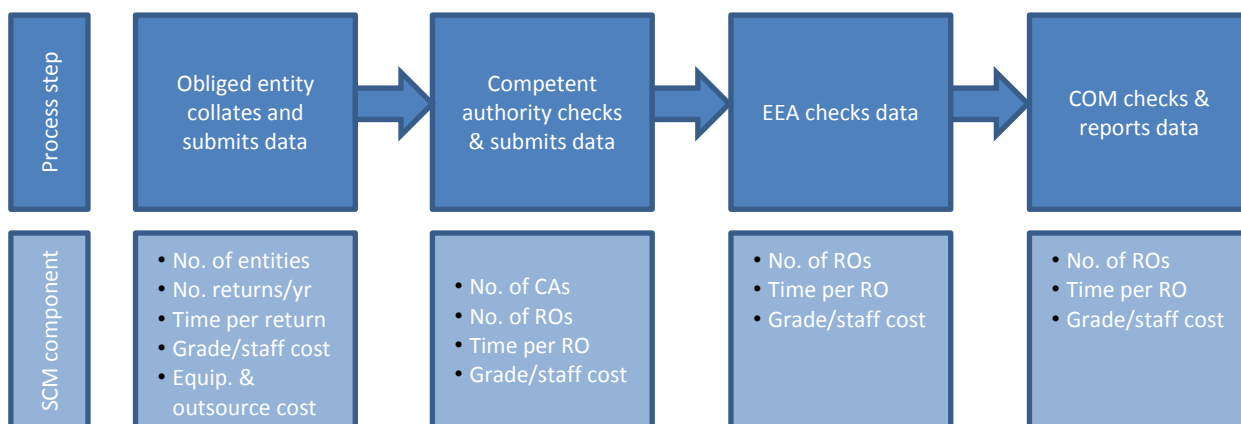 Process step
Obliged entity
collates and
submits data
Competent
authority checks
& submits data
EEA checks data
COM checks &
reports data
SCM component
• No. of entities
• No. returns/yr
• Time per return
• Grade/staff cost
• Equip. &
outsource cost
• No. of CAs
• No. of ROs
• Time per RO
• Grade/staff cost
• No. of ROs
• Time per RO
• Grade/staff cost
• No. of ROs
• Time per RO
• Grade/staff cost